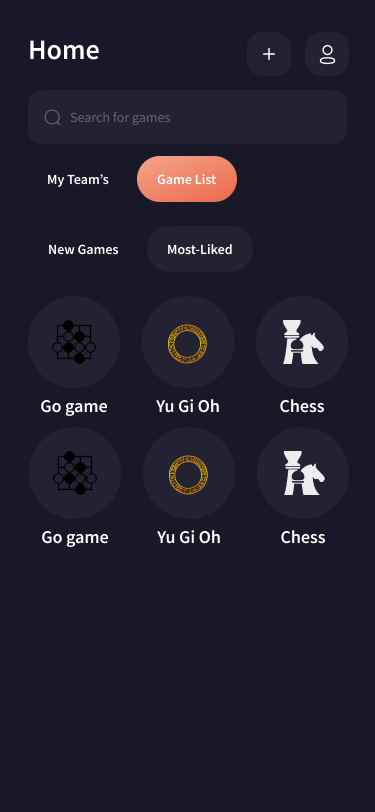 Home
Search for games
My Team's
Game List
New Games
Most-Liked
Go game
Yu Gi Oh
Chess
Go game
Yu Gi Oh
Chess